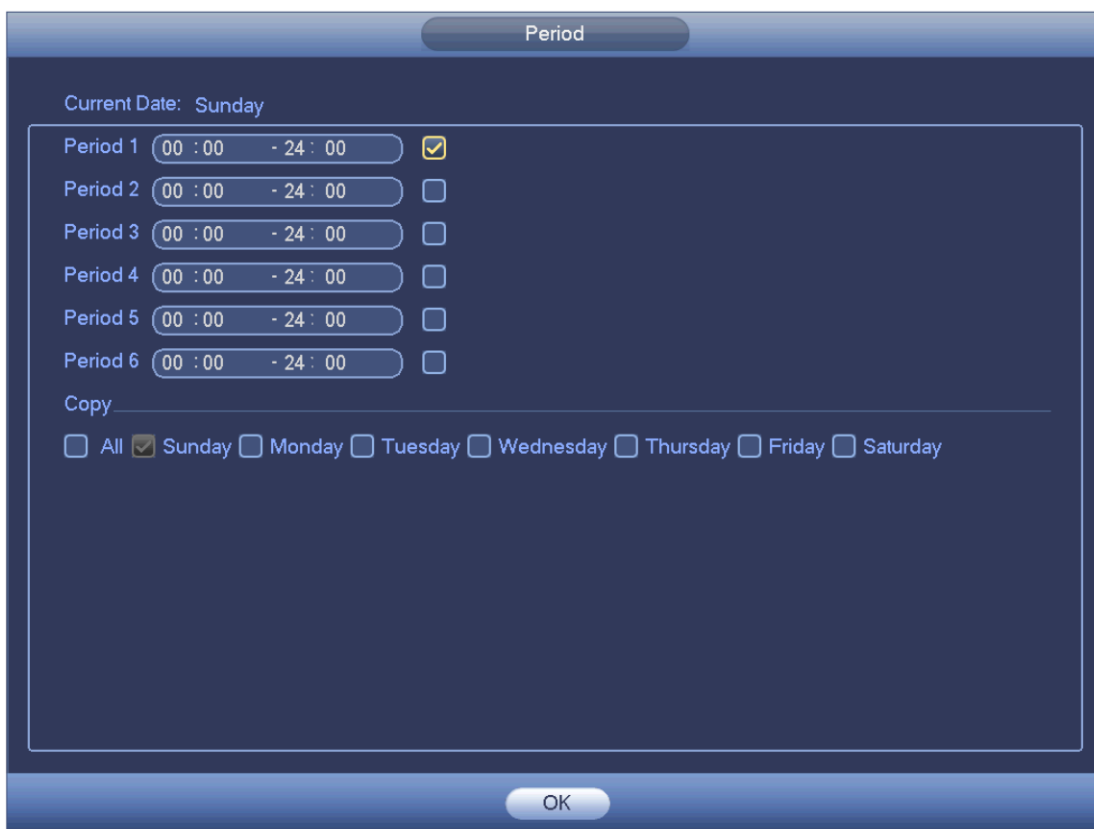 Period
Current Date: Sunday
Period 1 00 :00 - 24 : 00
Period 2 00 :00 - 24 : 00
Period 3 00 :00 - 24 : 00
Period 4 00 :00 - 24 : 00
Period 5 00 :00 - 24 : 00
Period 6 00 :00 - 24 : 00
Copy
All Sunday Monday Tuesday Wednesday Thursday Friday Saturday
OK